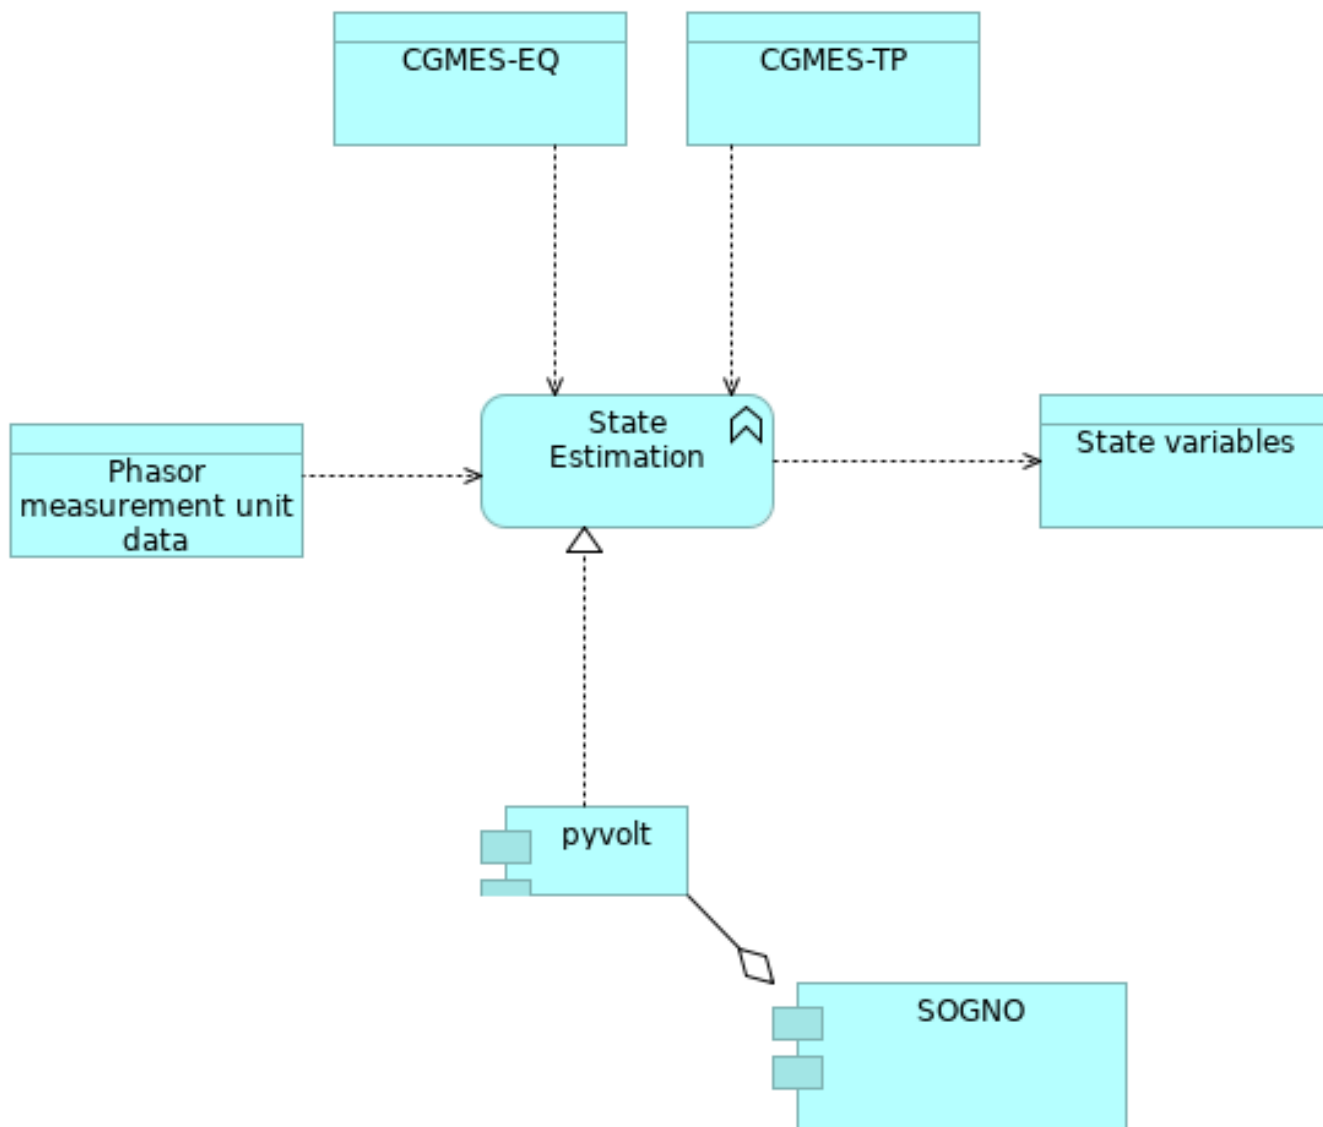 CGMES-EQ
CGMES-TP
State
Estimation
Phasor
measurement unit
data
State variables
pyvolt
SOGNO